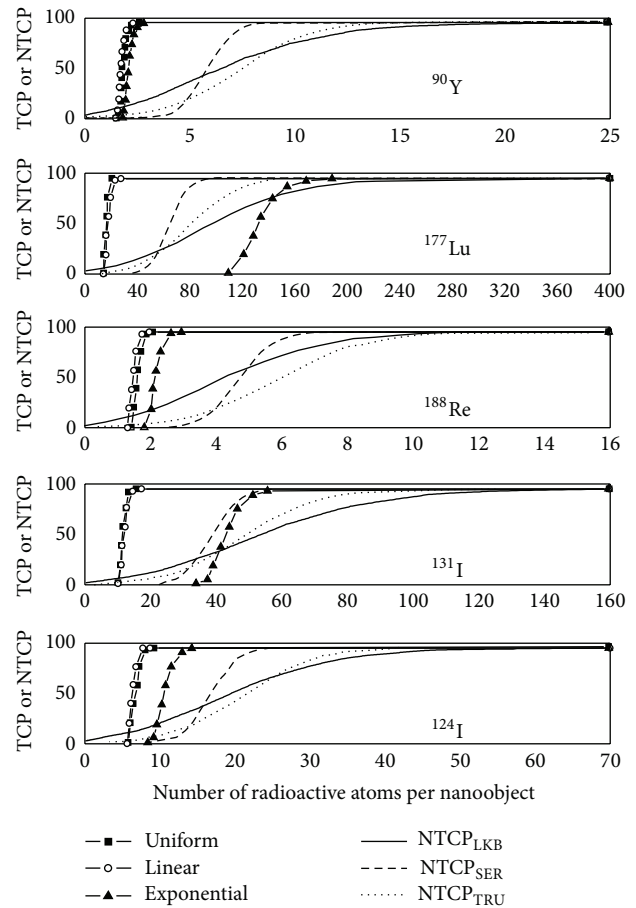 TCP or NTCP
100
50
0
0 5 10 15 20 25
⁹⁰Y
TCP or NTCP
100
50
0
0 40 80 120 160 200 240 280 320 360 400
¹⁷⁷Lu
TCP or NTCP
100
50
0
0 2 4 6 8 10 12 14 16
¹⁸⁸Re
TCP or NTCP
100
50
0
0 20 40 60 80 100 120 140 160
¹³¹I
TCP or NTCP
100
50
0
0 10 20 30 40 50 60 70
¹²⁴I
Number of radioactive atoms per nanoobject
Uniform
Linear
Exponential
NTCP_LKB
NTCP_SER
NTCP_TRU